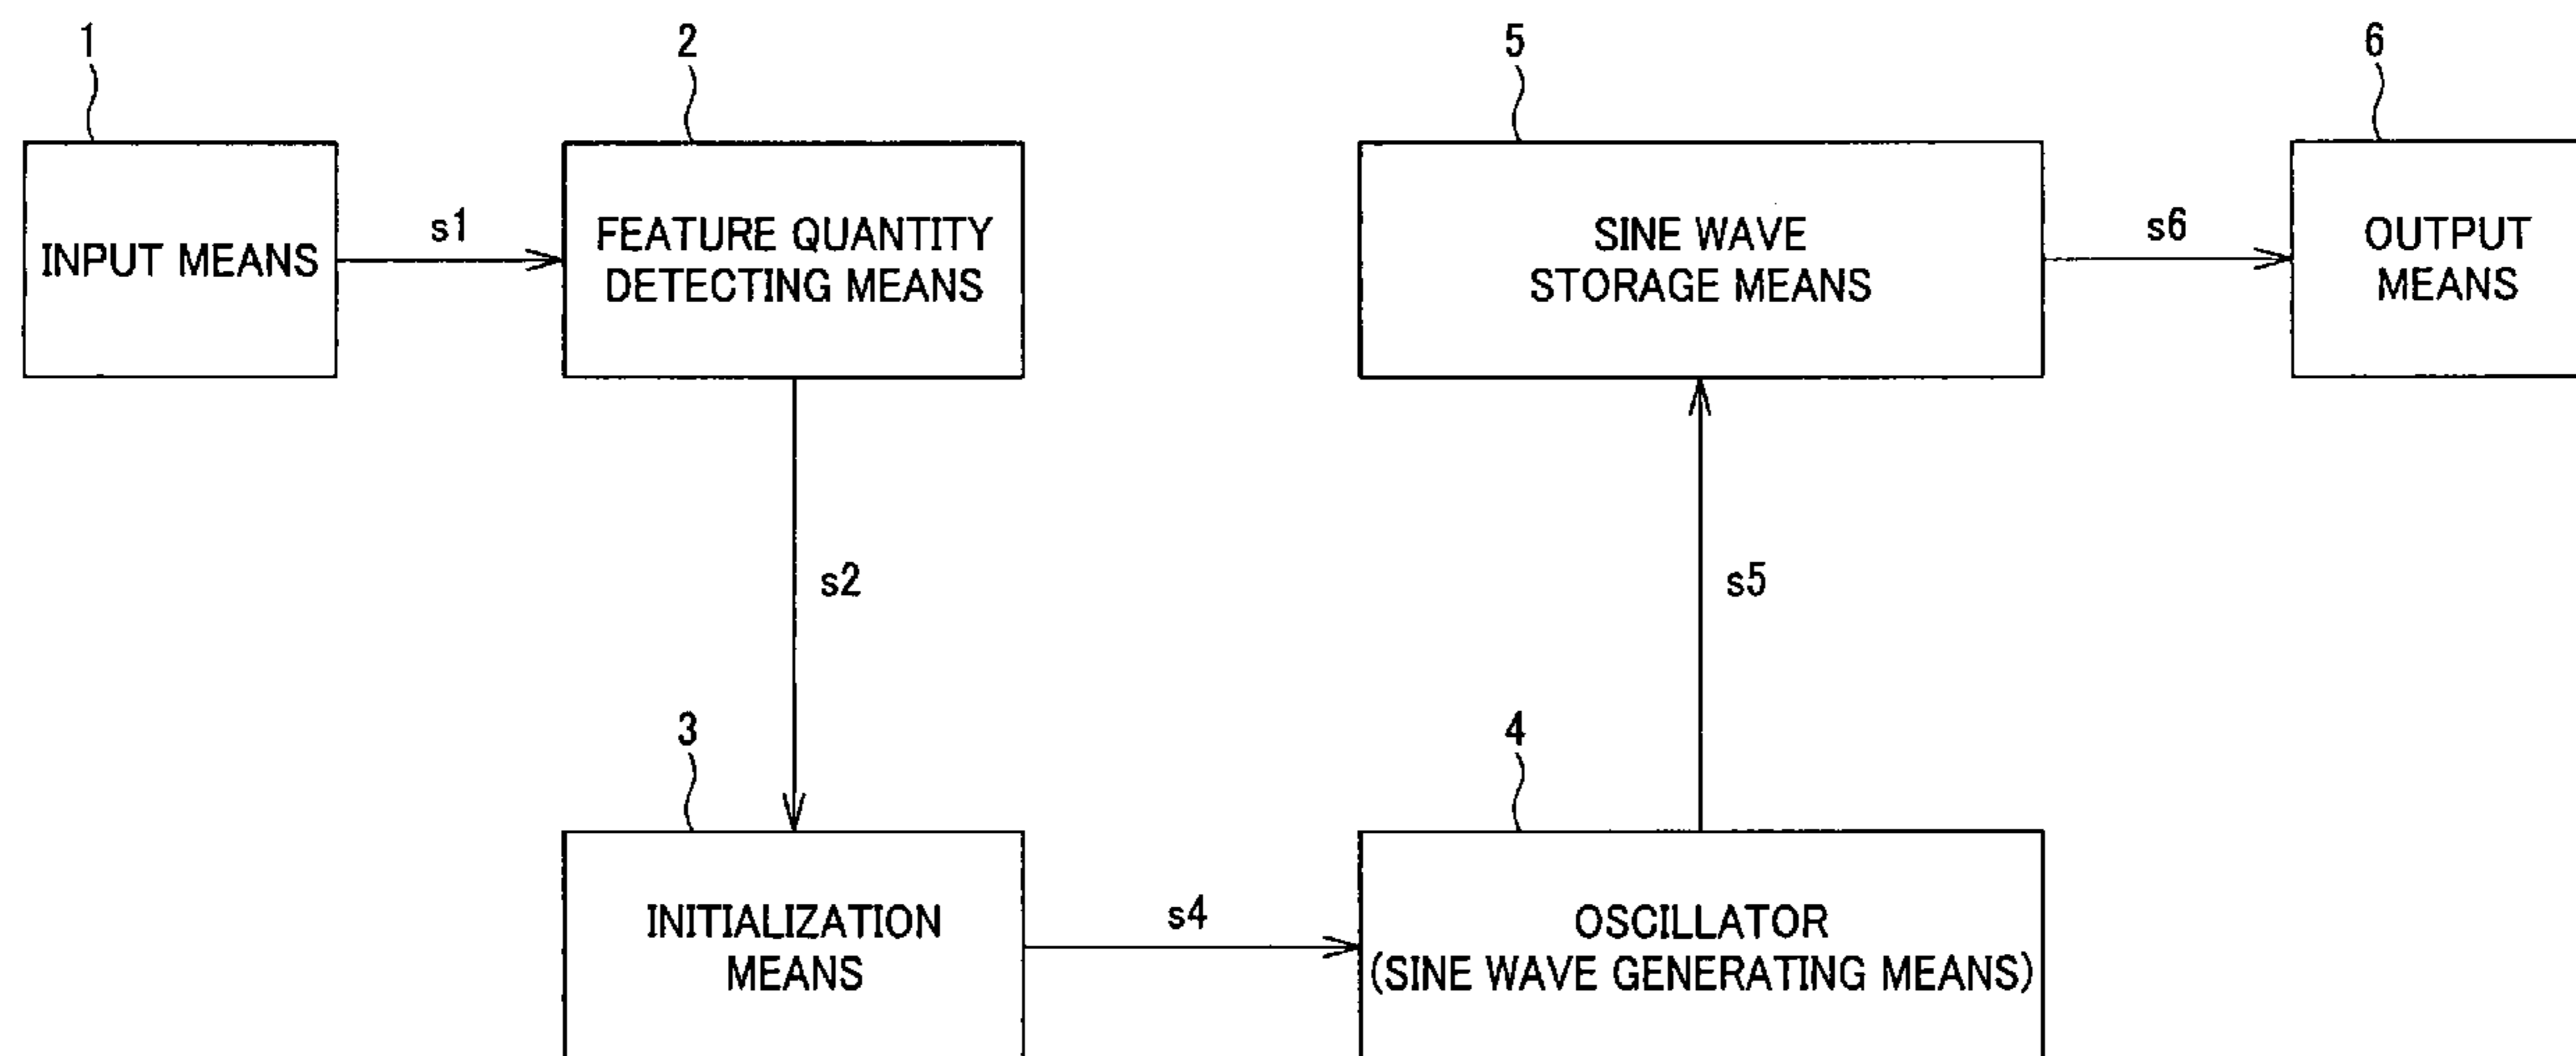 1
2
5
6
INPUT MEANS
s1
FEATURE QUANTITY
DETECTING MEANS
SINE WAVE
STORAGE MEANS
s6
OUTPUT
MEANS
s2
s5
3
4
INITIALIZATION
MEANS
s4
OSCILLATOR
(SINE WAVE GENERATING MEANS)